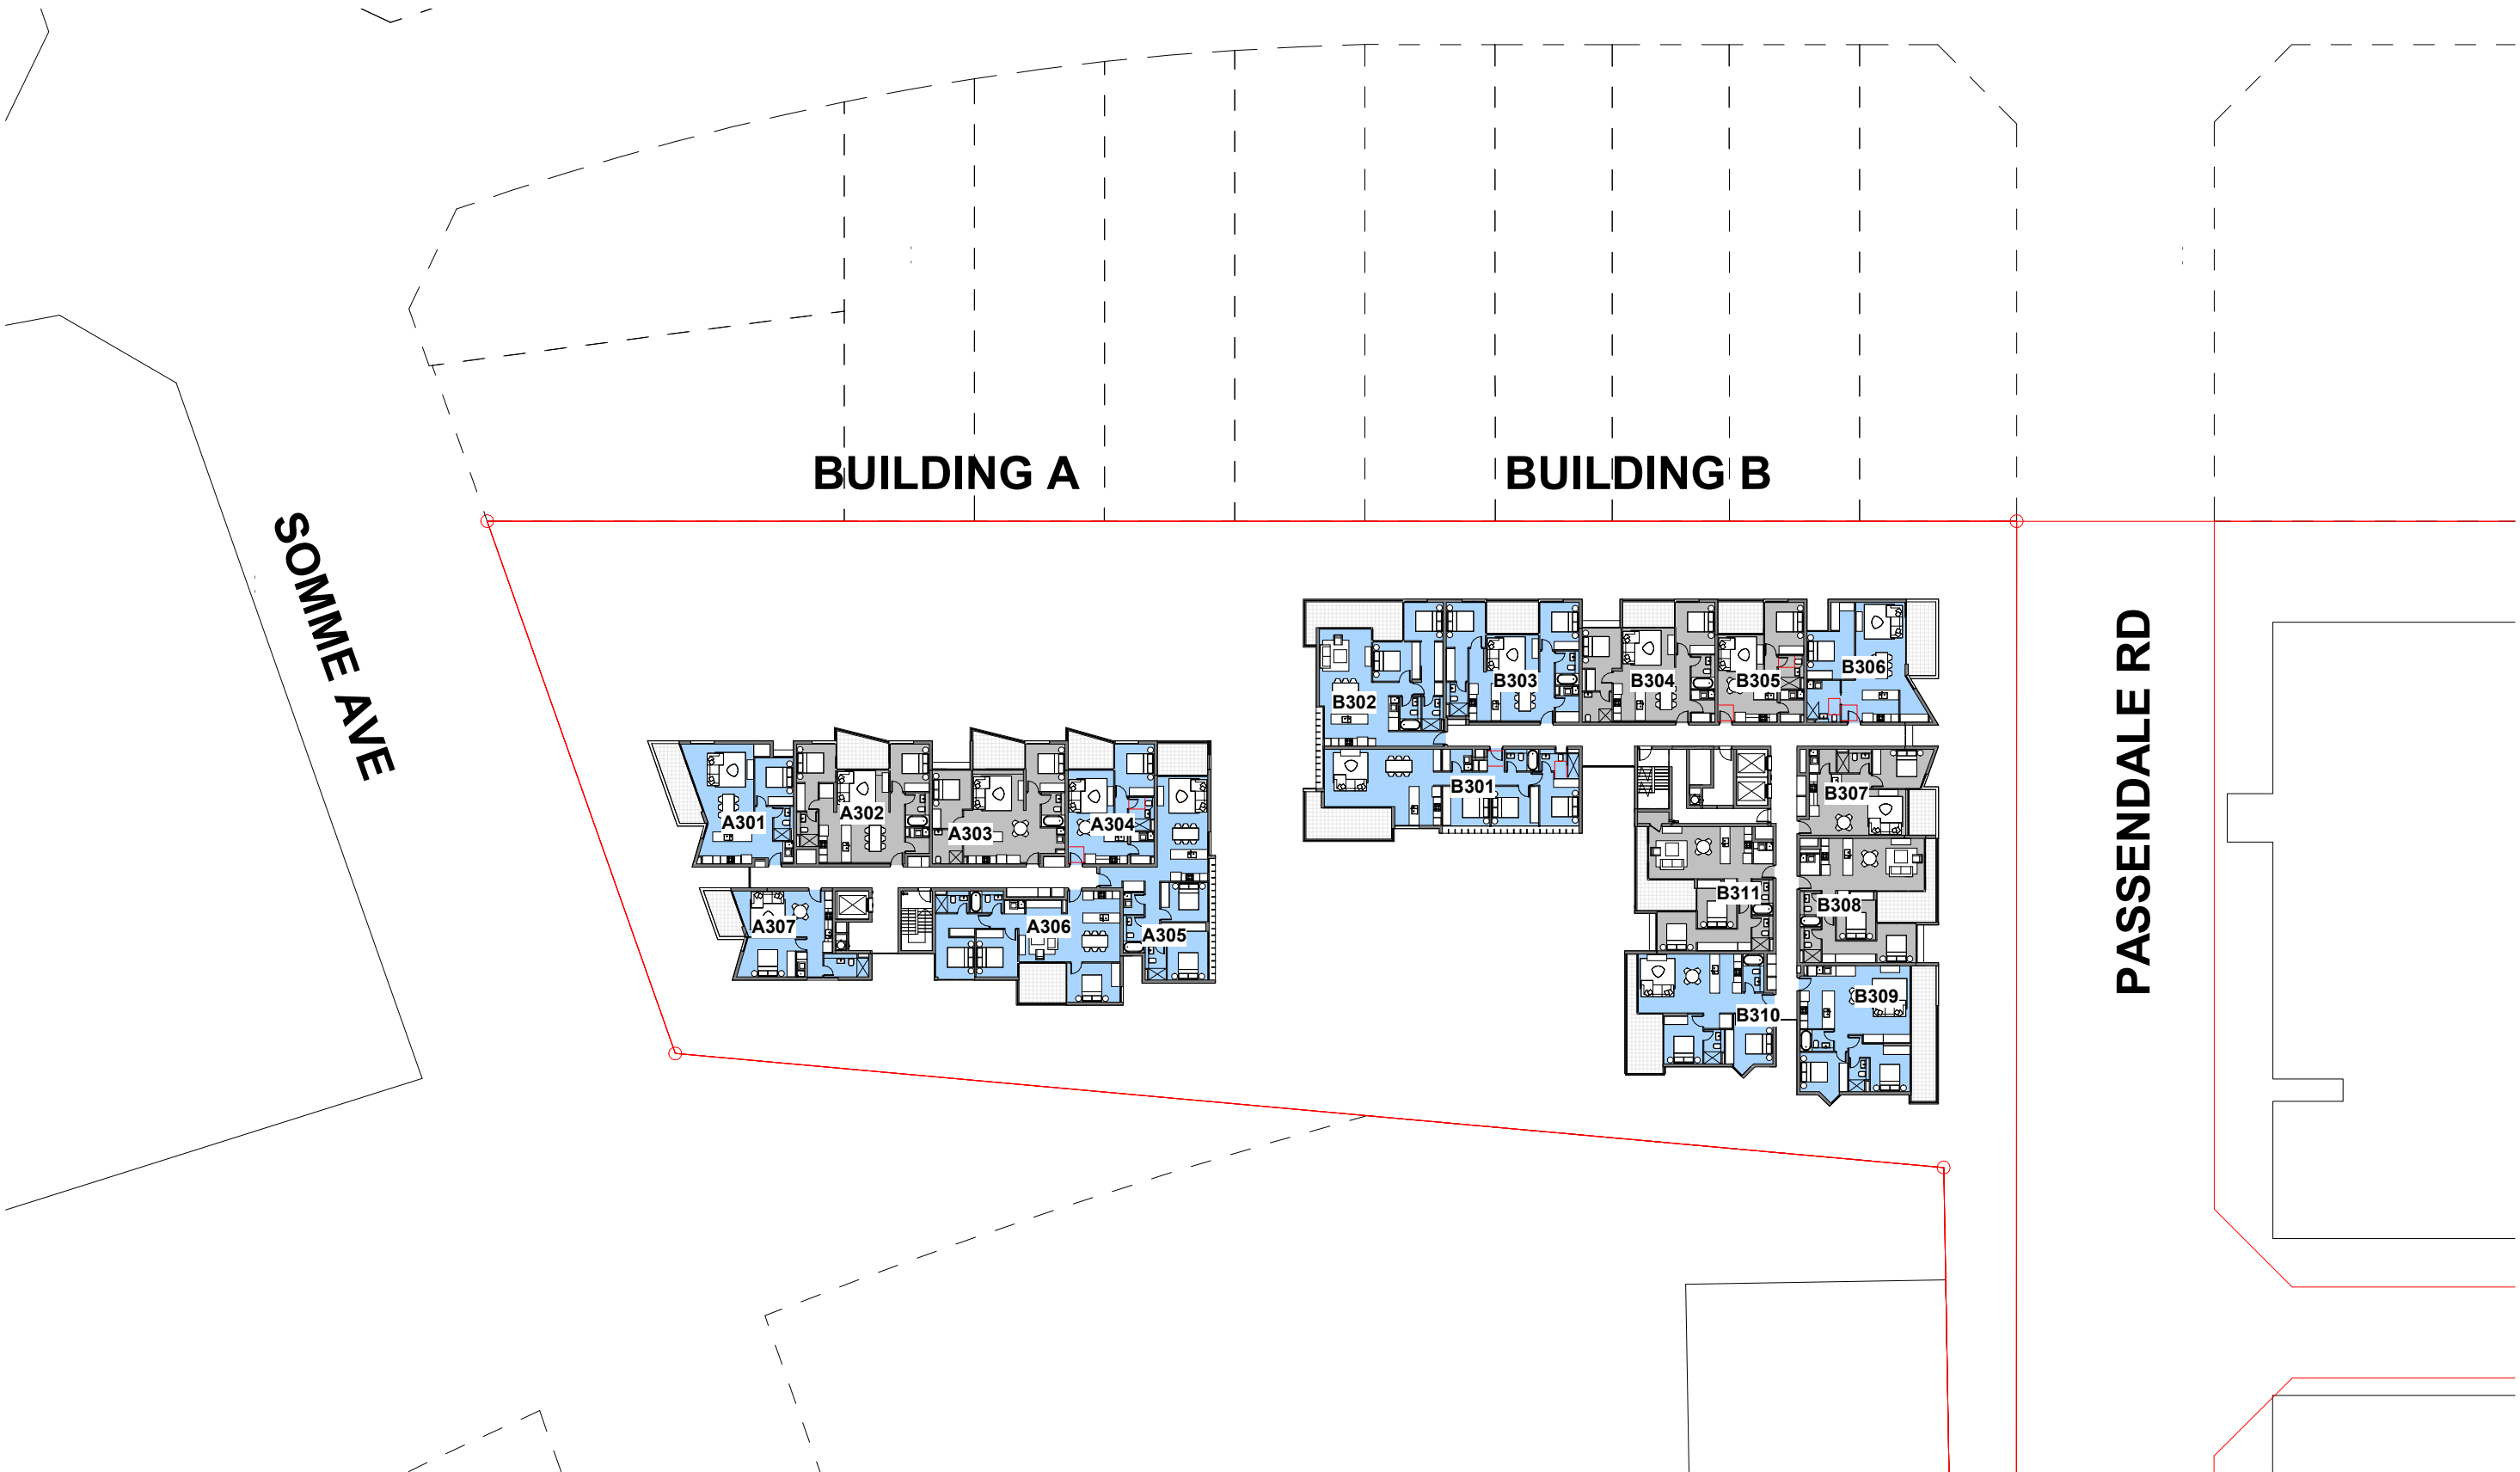 BUILDING A
BUILDING B
SOMME AVE
PASSENDALE RD
B302
B303
B304
B305
B306
B301
B307
B311
B308
B310
B309
A301
A302
A303
A304
A307
A306
A305